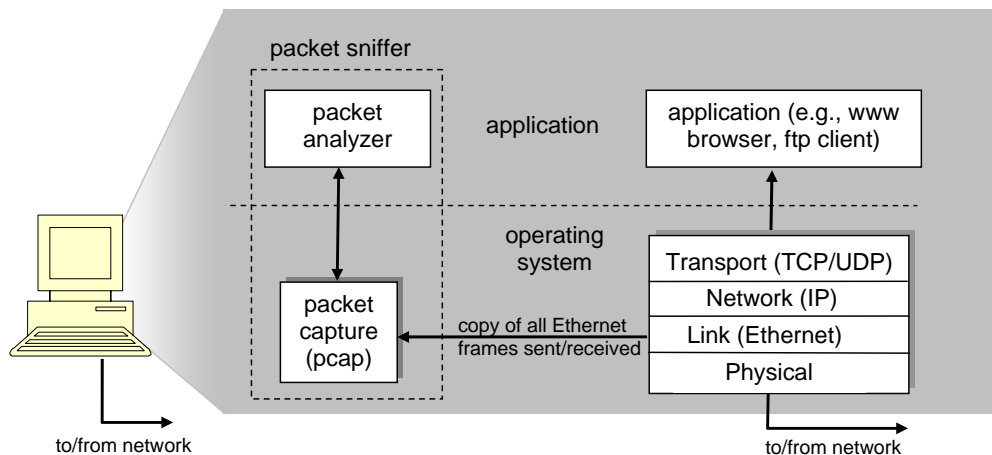 packet sniffer
packet
analyzer
application
application (e.g., www
browser, ftp client)
operating
system
packet
capture
(pcap)
copy of all Ethernet
frames sent/received
Transport (TCP/UDP)
Network (IP)
Link (Ethernet)
Physical
to/from network
to/from network